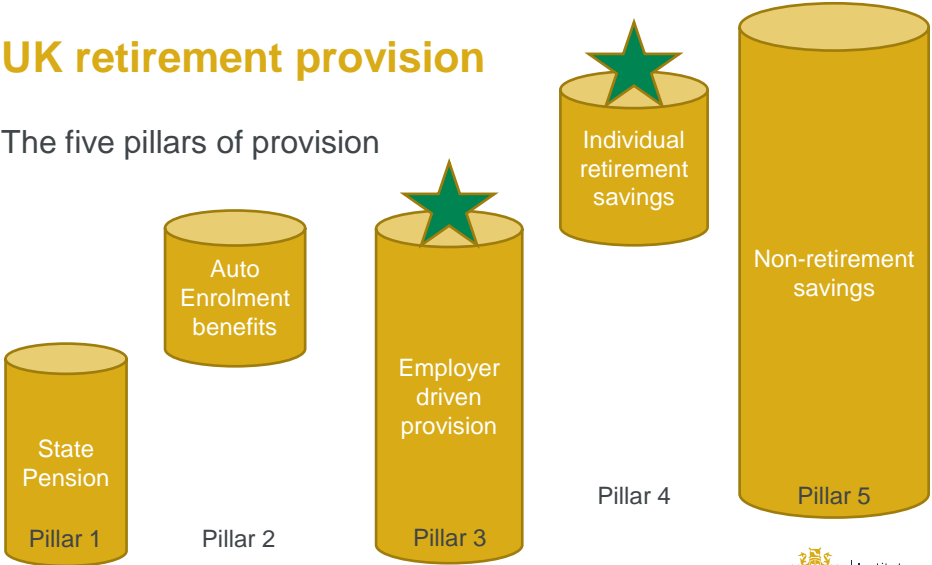 UK retirement provision
The five pillars of provision
State
Pension
Pillar 1
Auto
Enrolment
benefits
Pillar 2
Employer
driven
provision
Pillar 3
Individual
retirement
savings
Pillar 4
Non-retirement
savings
Pillar 5